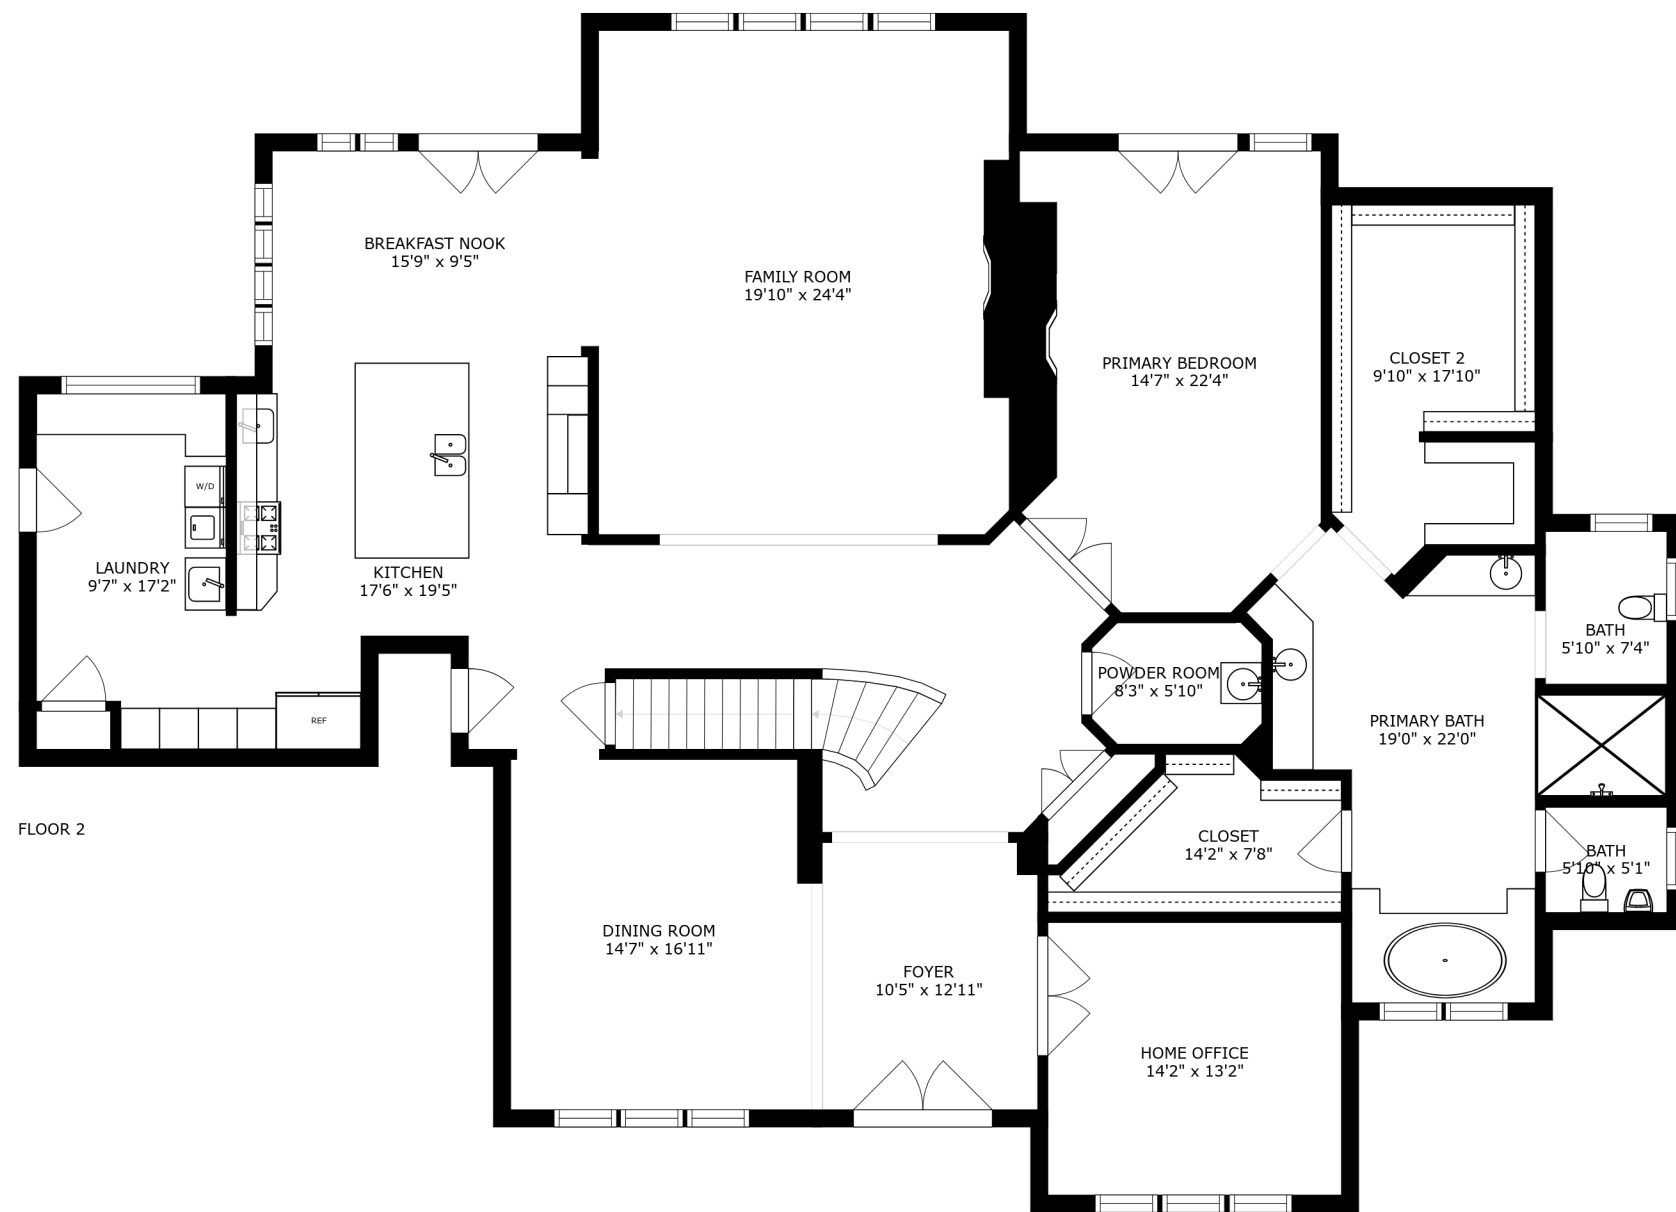 BREAKFAST NOOK
15'9" x 9'5"
FAMILY ROOM
19'10" x 24'4"
PRIMARY BEDROOM
14'7" x 22'4"
CLOSET 2
9'10" x 17'10"
W/D
LAUNDRY
9'7" x 17'2"
KITCHEN
17'6" x 19'5"
BATH
5'10" x 7'4"
POWDER ROOM
8'3" x 5'10"
REF
PRIMARY BATH
19'0" x 22'0"
FLOOR 2
CLOSET
14'2" x 7'8"
BATH
5'10" x 5'1"
DINING ROOM
14'7" x 16'11"
FOYER
10'5" x 12'11"
HOME OFFICE
14'2" x 13'2"